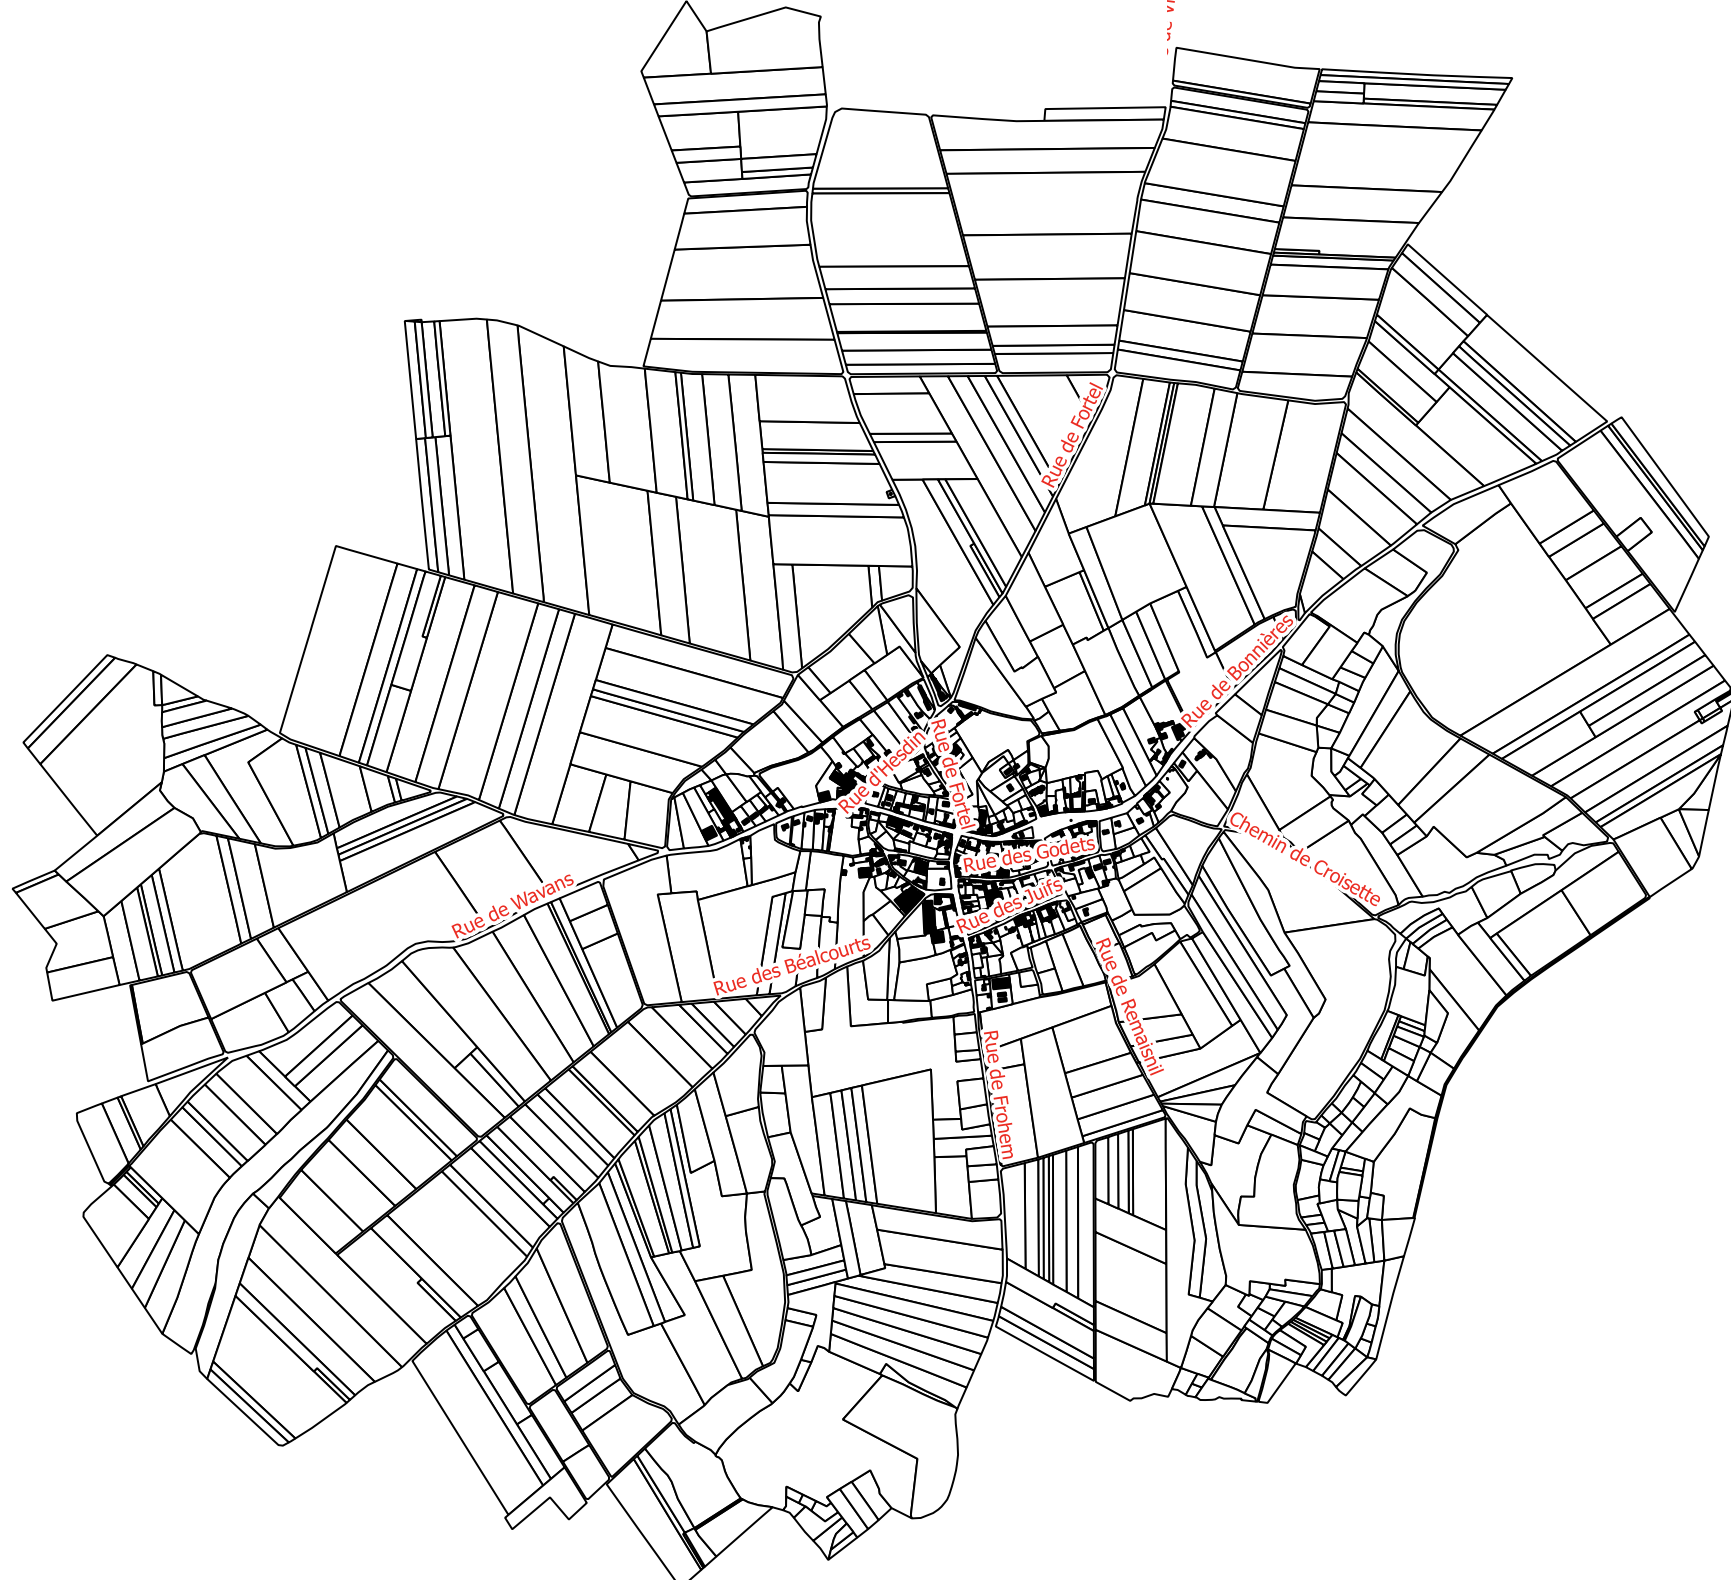 Rue de Fortel
Rue de Bonnières
Rue d'Hesdin
Rue de Fortel
Chemin de Croisette
Rue des Godets
Rue de Wavans
Rue des Juifs
Rue des Béalcourts
Rue de Remaisnil
Rue de Frohem